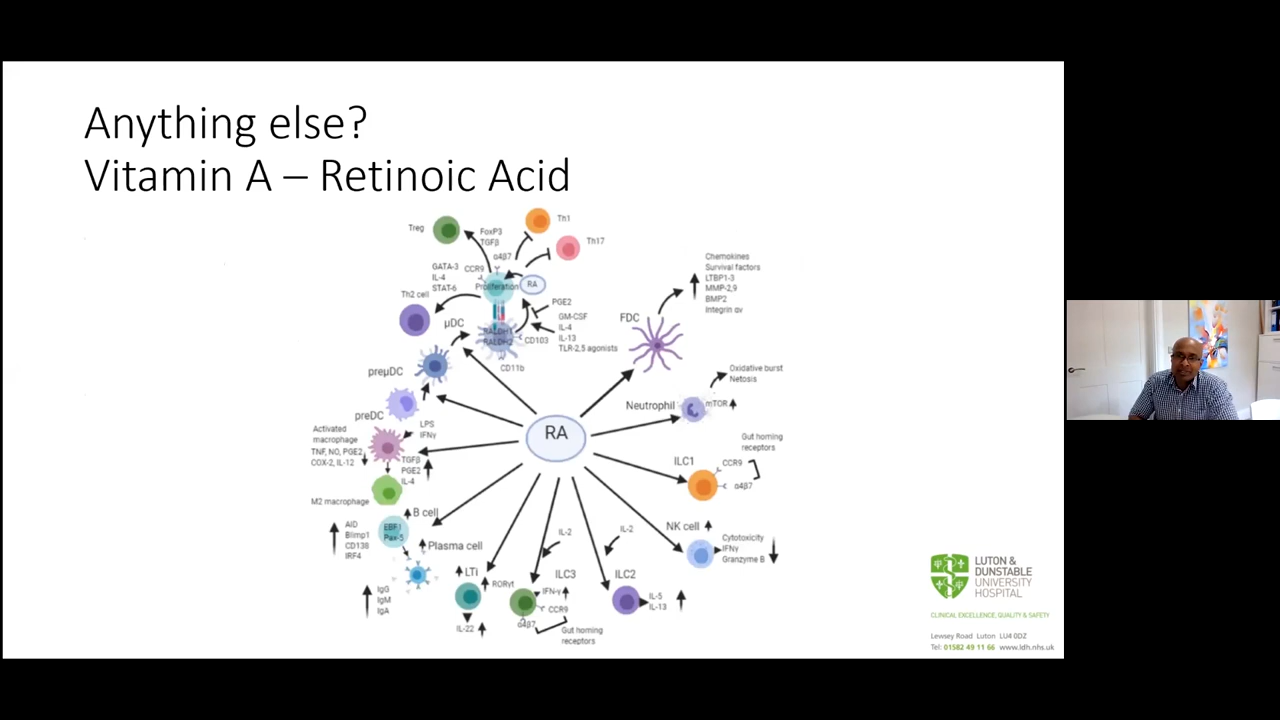 Anything else?
Vitamin A – Retinoic Acid
Treg
FoxP3
TGFβ
Th1
Th17
α4β7
CCR9
GATA-3
IL-4
STAT-6
Proliferation
RA
Th2 cell
μDC
RALDH1
RALDH2
PGE2
GM-CSF
IL-4
IL-13
TLR-2,5 agonists
CD103
CD11b
FDC
Chemokines
Survival factors
LTBP1-3
MMP-2,9
BMP2
Integrin αv
preμDC
preDC
LPS
IFNγ
Activated
macrophage
TNF, NO, PGE2
COX-2, IL-12
TGFβ
PGE2
IL-4
M2 macrophage
RA
Neutrophil
mTOR
Oxidative burst
Netosis
Gut homing
receptors
ILC1
CCR9
α4β7
B cell
EBF1
Pax-5
AID
Blimp1
CD138
IRF4
Plasma cell
IgG
IgM
IgA
LTi
RORγt
IL-22
IL-2
ILC3
IFN-γ
CCR9
α4β7
Gut homing
receptors
IL-2
ILC2
IL-5
IL-13
NK cell
Cytotoxicity
IFNγ
Granzyme B
LUTON &
DUNSTABLE
UNIVERSITY
HOSPITAL
CLINICAL EXCELLENCE, QUALITY & SAFETY
Lewsey Road Luton LU4 0DZ
Tel: 01582 49 11 66 www.ldh.nhs.uk